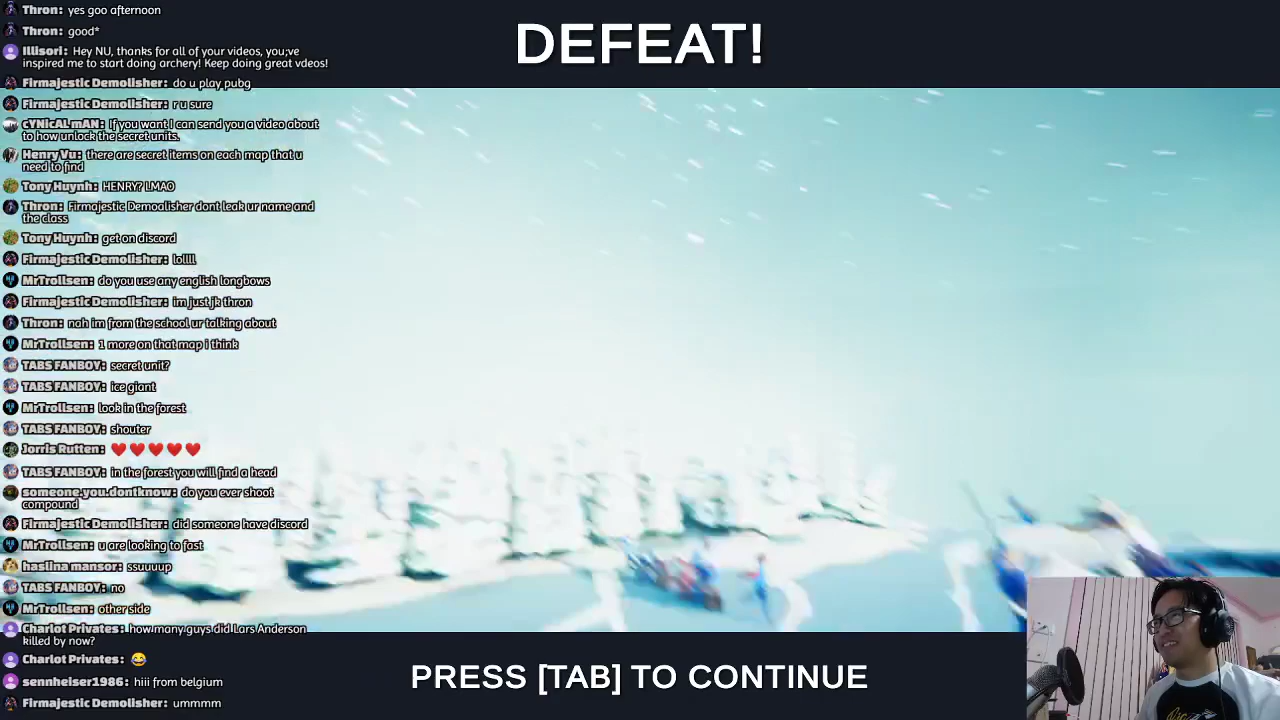 Thron: yes goo afternoon
Thron: good*
Illisori: Hey NU, thanks for all of your videos, you;ve
inspired me to start doing archery! Keep doing great vdeos!
Firmajestic Demolisher: do u play pubg
Firmajestic Demolisher: r u sure
cYNiCAL mAN: If you want I can send you a video about
to how unlock the secret units.
Henry Vu: there are secret items on each map that u
need to find
Tony Huynh: HENRY? LMAO
Thron: Firmajestic Demoalisher dont leak ur name and
the class
Tony Huynh: get on discord
Firmajestic Demolisher: lollll
MrTrollsen: do you use any english longbows
Firmajestic Demolisher: im just jk thron
Thron: nah im from the school ur talking about
MrTrollsen: 1 more on that map i think
TABS FANBOY: secret unit?
TABS FANBOY: ice giant
MrTrollsen: look in the forest
TABS FANBOY: shouter
Jorris Rutten: ❤️❤️❤️❤️❤️
TABS FANBOY: in the forest you will find a head
someone.you.dontknow: do you ever shoot
compound
Firmajestic Demolisher: did someone have discord
MrTrollsen: u are looking to fast
haslina mansor: ssuuuup
TABS FANBOY: no
MrTrollsen: other side
Charlot Privates: how many guys did Lars Anderson
killed by now?
Charlot Privates: 😂
sennheiser1986: hiii from belgium
Firmajestic Demolisher: ummmm
DEFEAT!
PRESS [TAB] TO CONTINUE